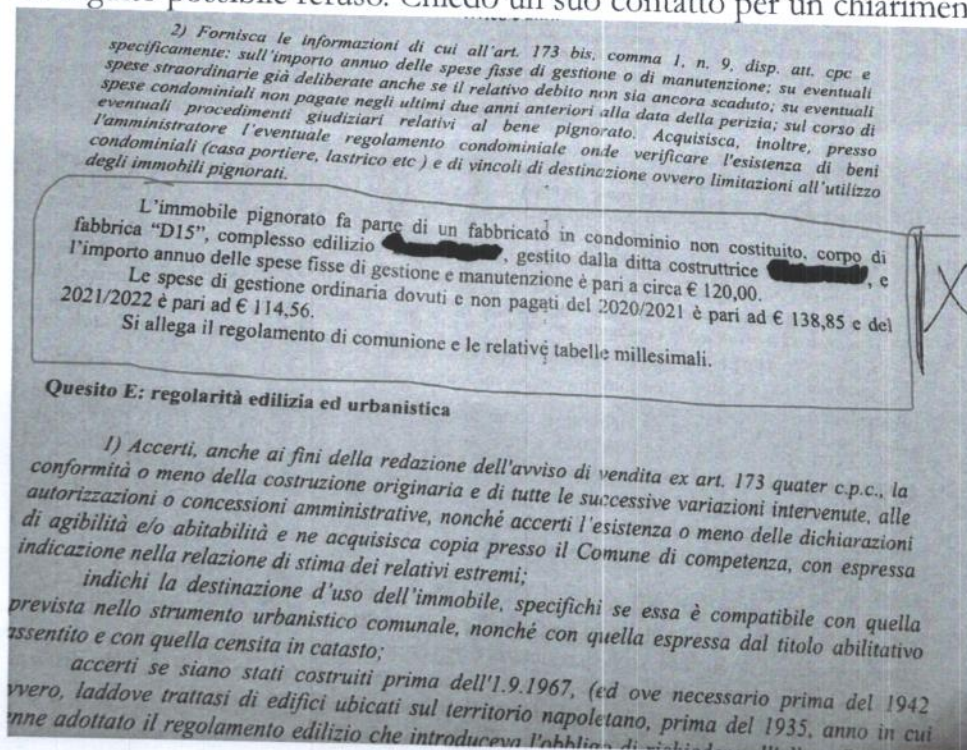 possibile refuso. Chiedo un suo contatto per un chiarimen
2) Fornisca le informazioni di cui all'art. 173 bis, comma 1, n. 9, disp. att. cpc e
specificamente: sull'importo annuo delle spese fisse di gestione o di manutenzione; su eventuali
spese straordinarie già deliberate anche se il relativo debito non sia ancora scaduto; su eventuali
spese condominiali non pagate negli ultimi due anni anteriori alla data della perizia; sul corso di
eventuali procedimenti giudiziari relativi al bene pignorato. Acquisisca, inoltre, presso
l'amministratore l'eventuale regolamento condominiale onde verificare l'esistenza di beni
condominiali (casa portiere, lastrico etc ) e di vincoli di destinazione ovvero limitazioni all'utilizzo
degli immobili pignorati.
L'immobile pignorato fa parte di un fabbricato in condominio non costituito, corpo di
fabbrica “D15”, complesso edilizio , gestito dalla ditta costruttrice , e
l'importo annuo delle spese fisse di gestione e manutenzione è pari a circa € 120,00.
Le spese di gestione ordinaria dovuti e non pagati del 2020/2021 è pari ad € 138,85 e del
2021/2022 è pari ad € 114,56.
Si allega il regolamento di comunione e le relative tabelle millesimali.
X
Quesito E: regolarità edilizia ed urbanistica
1) Accerti, anche ai fini della redazione dell'avviso di vendita ex art. 173 quater c.p.c., la
conformità o meno della costruzione originaria e di tutte le successive variazioni intervenute, alle
autorizzazioni o concessioni amministrative, nonché accerti l'esistenza o meno delle dichiarazioni
di agibilità e/o abitabilità e ne acquisisca copia presso il Comune di competenza, con espressa
indicazione nella relazione di stima dei relativi estremi;
indichi la destinazione d'uso dell'immobile, specifichi se essa è compatibile con quella
prevista nello strumento urbanistico comunale, nonché con quella espressa dal titolo abilitativo
assentito e con quella censita in catasto;
accerti se siano stati costruiti prima dell'1.9.1967, (ed ove necessario prima del 1942
vvero, laddove trattasi di edifici ubicati sul territorio napoletano, prima del 1935, anno in cui
enne adottato il regolamento edilizio che introduceva l'obbligo di